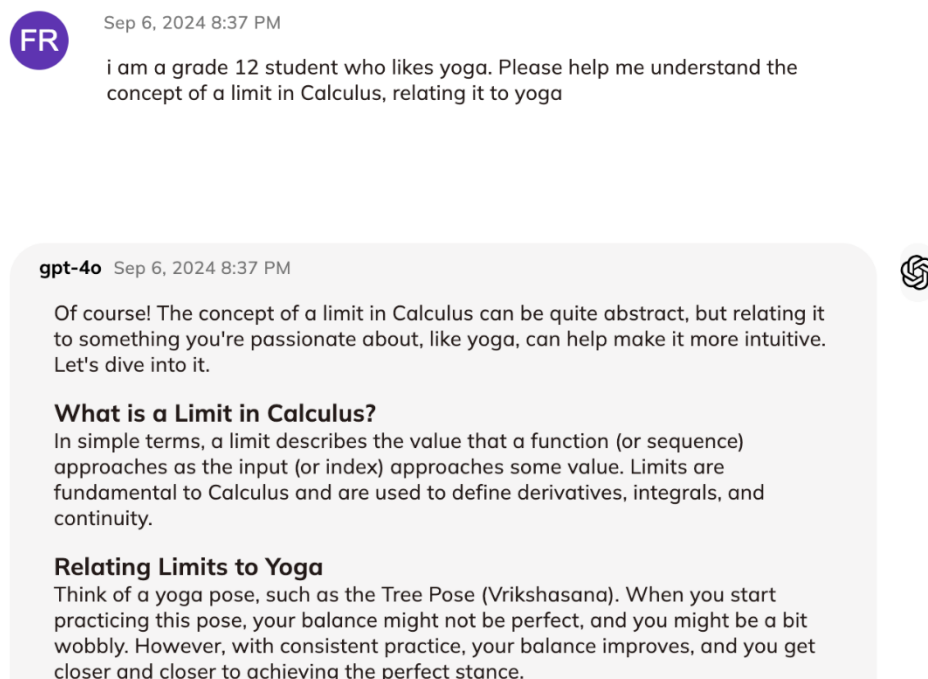 Sep 6, 2024 8:37 PM
FR
i am a grade 12 student who likes yoga. Please help me understand the
concept of a limit in Calculus, relating it to yoga
gpt-4o Sep 6, 2024 8:37 PM
Of course! The concept of a limit in Calculus can be quite abstract, but relating it
to something you're passionate about, like yoga, can help make it more intuitive.
Let's dive into it.
What is a Limit in Calculus?
In simple terms, a limit describes the value that a function (or sequence)
approaches as the input (or index) approaches some value. Limits are
fundamental to Calculus and are used to define derivatives, integrals, and
continuity.
Relating Limits to Yoga
Think of a yoga pose, such as the Tree Pose (Vrikshasana). When you start
practicing this pose, your balance might not be perfect, and you might be a bit
wobbly. However, with consistent practice, your balance improves, and you get
closer and closer to achieving the perfect stance.